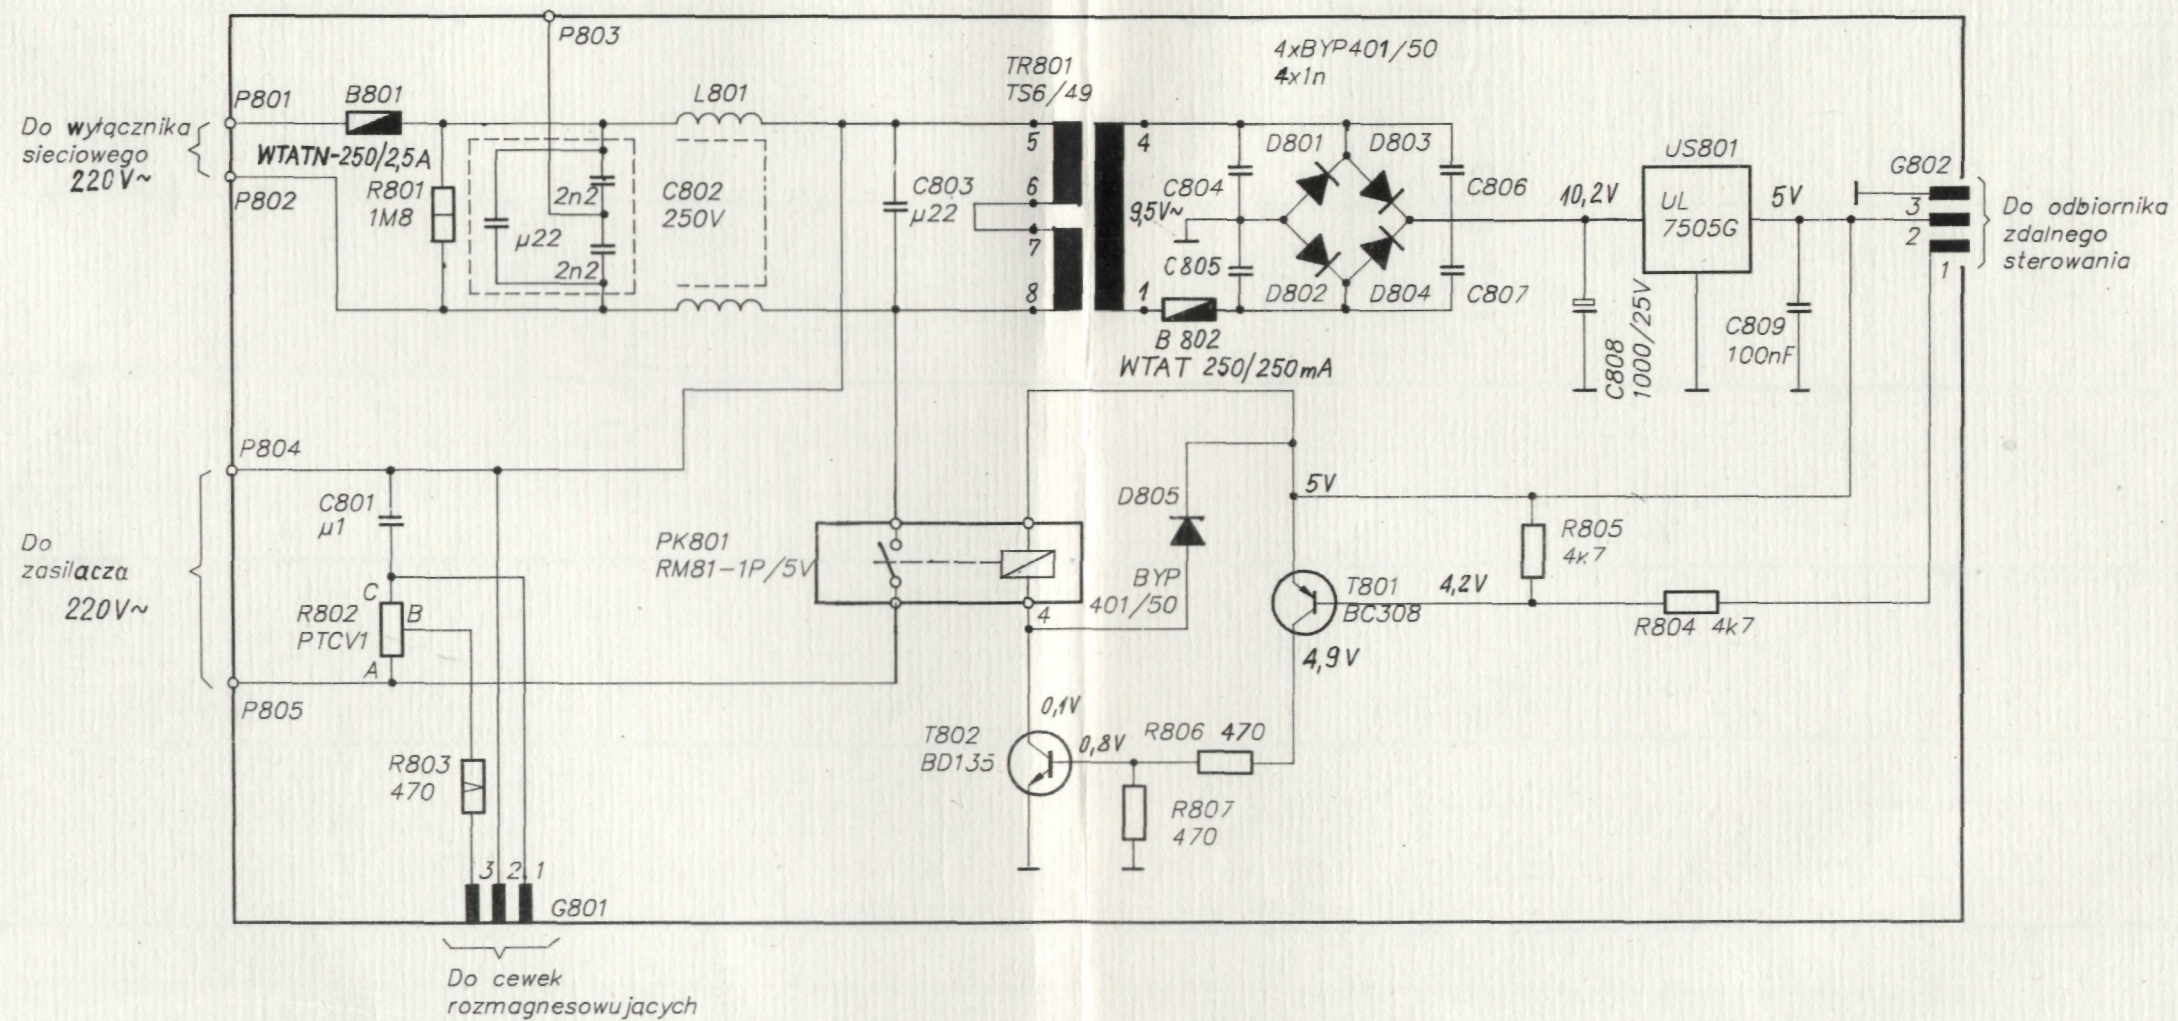 P803
4xBYP401/50
4x1n
TR801
TS6/49
P801
B801
L801
Do wyłącznika
sieciowego
220V~
WTATN-250/2,5A
P802
R801
1M8
2n2
µ22
2n2
C802
250V
C803
µ22
5
6
7
8
4
1
9,5V~
C804
C805
D801
D803
D802
D804
C806
C807
B 802
WTAT 250/250mA
10,2V
US801
UL
7505G
5V
G802
3
2
1
Do odbiornika
zdalnego
sterowania
C808
1000/25V
C809
100nF
P804
C801
µ1
Do
zasilacza
220V~
C
R802
PTCV1
B
A
P805
PK801
RM81-1P/5V
4
D805
BYP
401/50
5V
R805
4k7
T801
BC308
4,2V
R804 4k7
4,9V
0,1V
T802
BD135
0,8V
R806 470
R807
470
R803
470
3 2 1
G801
Do cewek
rozmagnesowujących